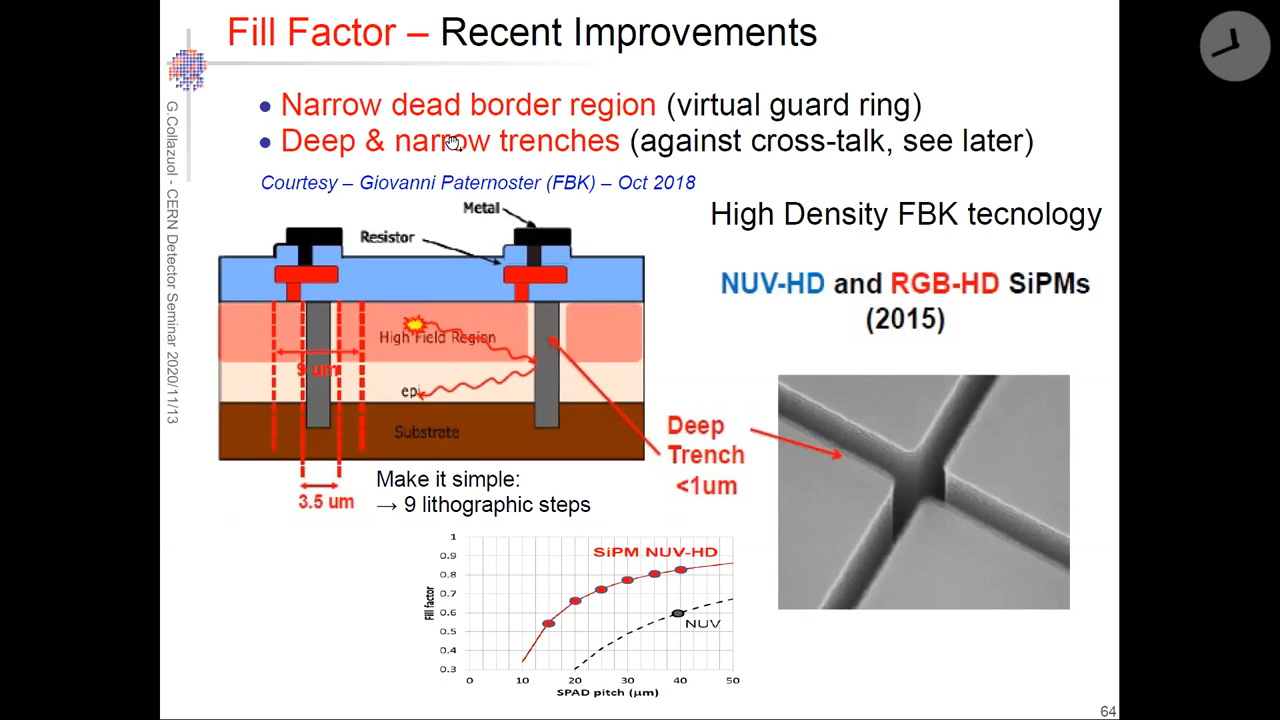 Fill Factor – Recent Improvements
• Narrow dead border region (virtual guard ring)
• Deep & narrow trenches (against cross-talk, see later)
Courtesy – Giovanni Paternoster (FBK) – Oct 2018
G.Collazuol - CERN Detector Seminar 2020/11/13
High Density FBK tecnology
NUV-HD and RGB-HD SiPMs
(2015)
Metal
Resistor
High Field Region
9 um
epi
Substrate
3.5 um
Deep
Trench
<1um
Make it simple:
→ 9 lithographic steps
SiPM NUV-HD
NUV
Fill factor
1
0.9
0.8
0.7
0.6
0.5
0.4
0.3
0 10 20 30 40 50
SPAD pitch (μm)
64